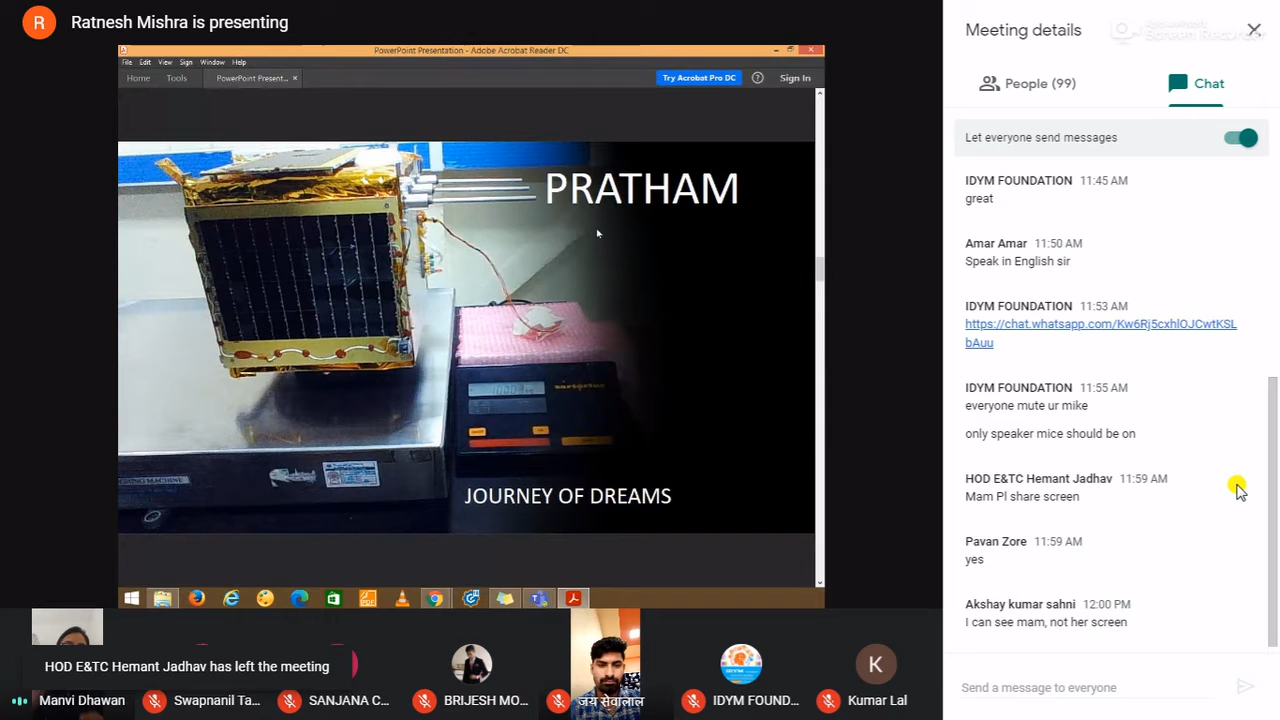 R
Ratnesh Mishra is presenting
PowerPoint Presentation - Adobe Acrobat Reader DC
File Edit View Sign Window Help
Home Tools PowerPoint Present... ×
Try Acrobat Pro DC
Sign In
PRATHAM
JOURNEY OF DREAMS
sartorius
Meeting details
Screen Recorder
People (99)
Chat
Let everyone send messages
IDYM FOUNDATION 11:45 AM
great
Amar Amar 11:50 AM
Speak in English sir
IDYM FOUNDATION 11:53 AM
https://chat.whatsapp.com/Kw6Rj5cxhlOJCwtKSL
bAuu
IDYM FOUNDATION 11:55 AM
everyone mute ur mike
only speaker mice should be on
HOD E&TC Hemant Jadhav 11:59 AM
Mam Pl share screen
Pavan Zore 11:59 AM
yes
Akshay kumar sahni 12:00 PM
I can see mam, not her screen
Send a message to everyone
HOD E&TC Hemant Jadhav has left the meeting
K
Manvi Dhawan
Swapnanil Ta...
SANJANA C...
BRIJESH MO...
जय सेवालाल
IDYM FOUND...
Kumar Lal